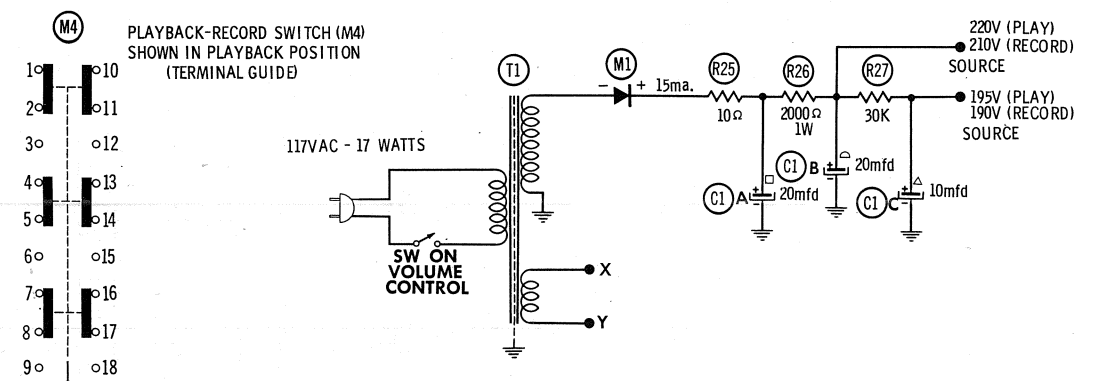 M4
PLAYBACK-RECORD SWITCH (M4)
SHOWN IN PLAYBACK POSITION
(TERMINAL GUIDE)
1 10
2 11
3 12
4 13
5 14
6 15
7 16
8 17
9 18
117VAC - 17 WATTS
SW ON
VOLUME
CONTROL
T1
X
Y
M1
- + 15ma.
R25
10Ω
R26
2000Ω
1W
R27
30K
220V (PLAY)
210V (RECORD)
SOURCE
195V (PLAY)
190V (RECORD)
SOURCE
C1 A + - 20mfd
C1 B + - 20mfd
C1 C + - 10mfd